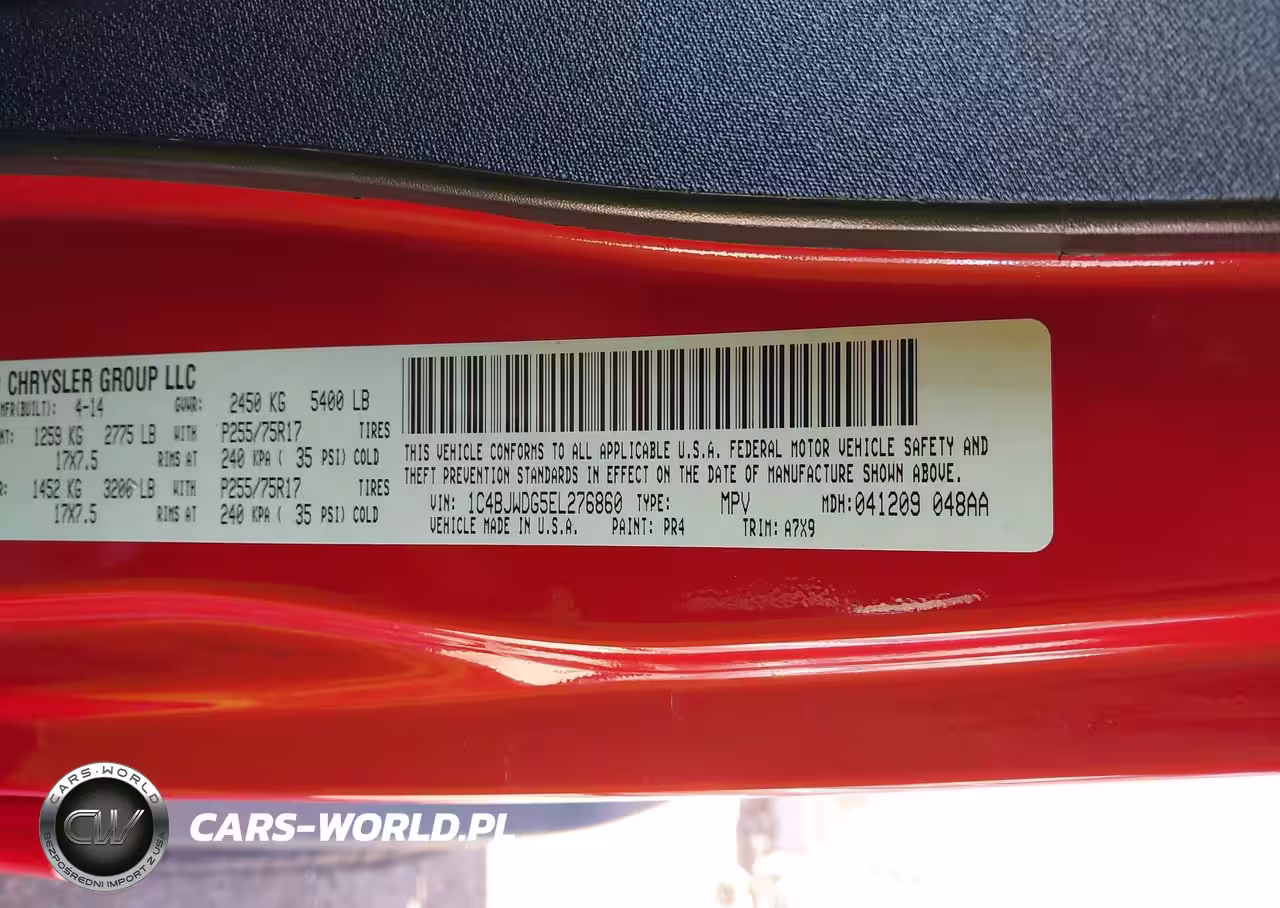 CHRYSLER GROUP LLC
MFR(BUILT): 4-14 GVWR: 2450 KG 5400 LB
NT: 1259 KG 2775 LB WITH P255/75R17 TIRES
17X7.5 RIMS AT 240 KPA ( 35 PSI) COLD
R: 1452 KG 3206 LB WITH P255/75R17 TIRES
17X7.5 RIMS AT 240 KPA ( 35 PSI) COLD
THIS VEHICLE CONFORMS TO ALL APPLICABLE U.S.A. FEDERAL MOTOR VEHICLE SAFETY AND
THEFT PREVENTION STANDARDS IN EFFECT ON THE DATE OF MANUFACTURE SHOWN ABOVE.
VIN: 1C4BJWDG5EL276860 TYPE: MPV MDH: 041209 048AA
VEHICLE MADE IN U.S.A. PAINT: PR4 TRIM: A7X9
CARS-WORLD
CW
BEZPOŚREDNI IMPORT Z USA
CARS-WORLD.PL